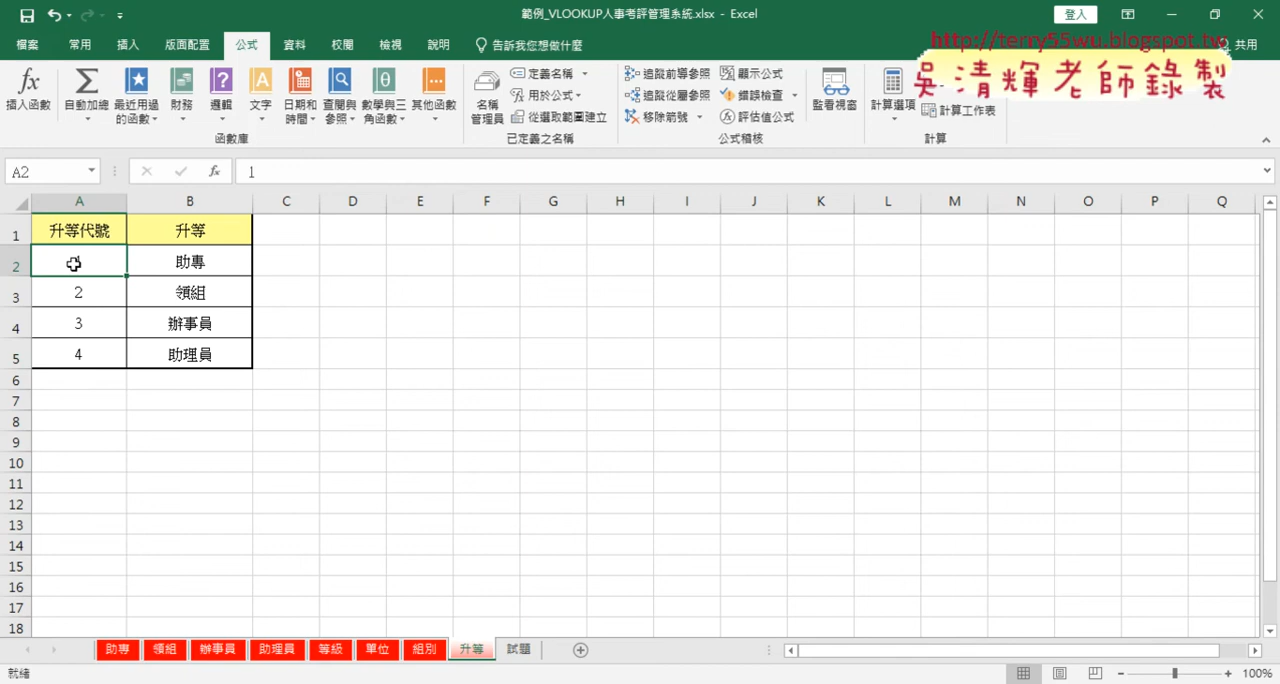 範例_VLOOKUP人事考評管理系統.xlsx - Excel
登入
檔案 常用 插入 版面配置 公式 資料 校閱 檢視 說明 告訴我您想做什麼 共用
http://terry55wu.blogspot.tw
吳清輝老師錄製
插入函數 自動加總 最近用過的函數 財務 邏輯 文字 日期和時間 查閱與參照 數學與三角函數 其他函數
函數庫
名稱管理員 定義名稱 用於公式 從選取範圍建立
已定義之名稱
追蹤前導參照 顯示公式
追蹤從屬參照 錯誤檢查
移除箭號 評估值公式
公式稽核
監看視窗
計算選項 計算工作表
計算
A2 fx 1
A B C D E F G H I J K L M N O P Q
1 升等代號 升等
2 助專
3 2 領組
4 3 辦事員
5 4 助理員
6
7
8
9
10
11
12
13
14
15
16
17
18
助專 領組 辦事員 助理員 等級 單位 組別 升等 試題
就緒 100%